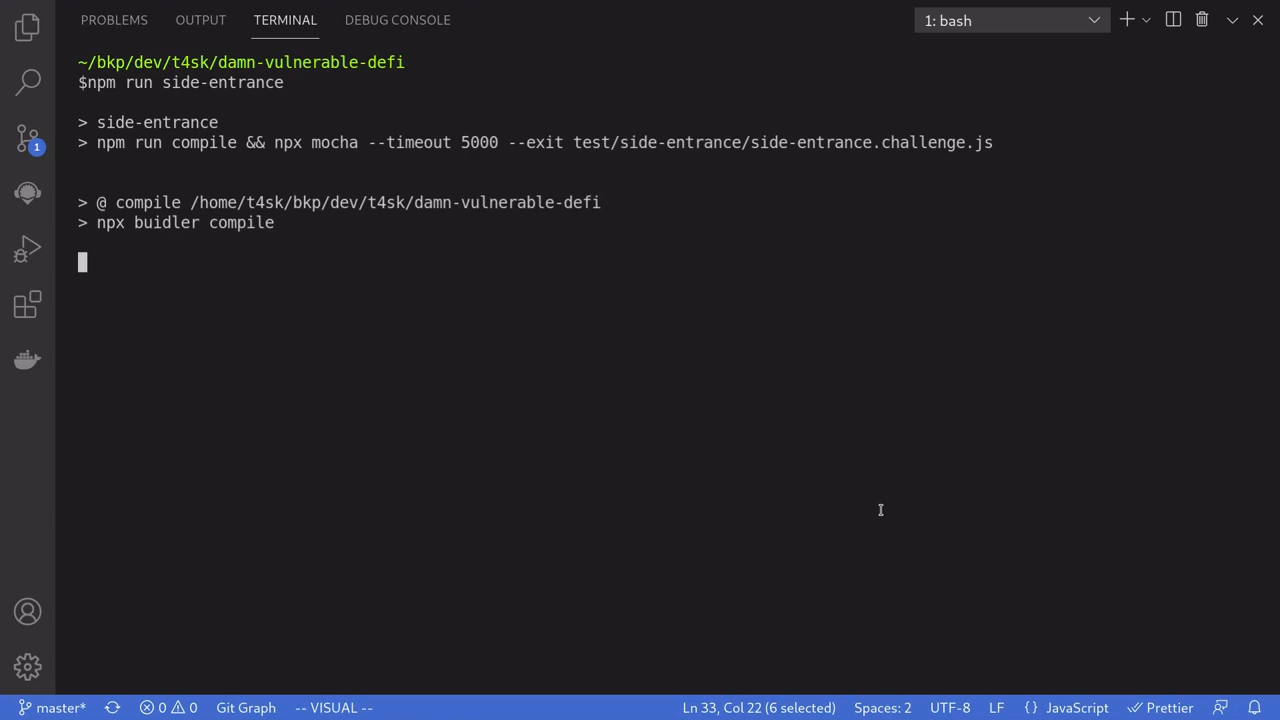 PROBLEMS OUTPUT TERMINAL DEBUG CONSOLE 1: bash
~/bkp/dev/t4sk/damn-vulnerable-defi
$npm run side-entrance
> side-entrance
> npm run compile && npx mocha --timeout 5000 --exit test/side-entrance/side-entrance.challenge.js
> @ compile /home/t4sk/bkp/dev/t4sk/damn-vulnerable-defi
> npx buidler compile
1
master* 0 0 Git Graph -- VISUAL -- Ln 33, Col 22 (6 selected) Spaces: 2 UTF-8 LF {} JavaScript Prettier